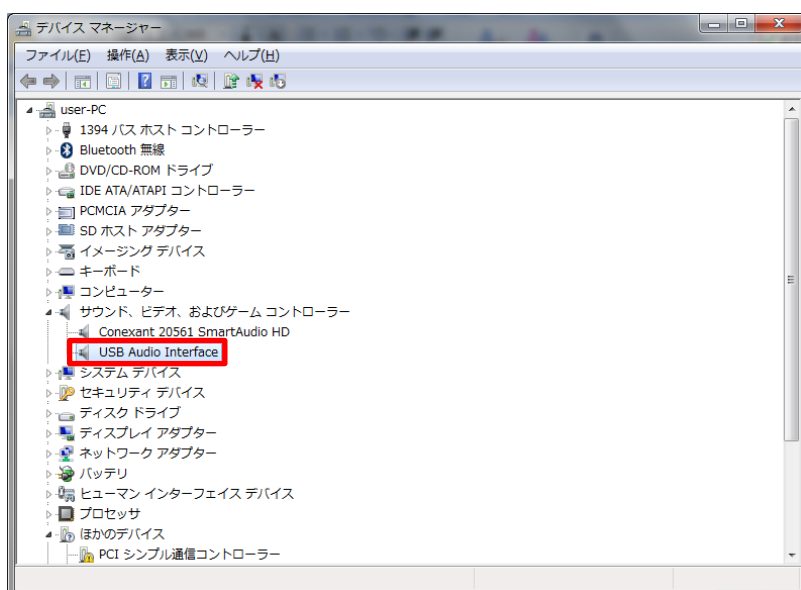 デバイス マネージャー
ファイル(F) 操作(A) 表示(V) ヘルプ(H)
user-PC
1394 バス ホスト コントローラー
Bluetooth 無線
DVD/CD-ROM ドライブ
IDE ATA/ATAPI コントローラー
PCMCIA アダプター
SD ホスト アダプター
イメージング デバイス
キーボード
コンピューター
サウンド、ビデオ、およびゲーム コントローラー
Conexant 20561 SmartAudio HD
USB Audio Interface
システム デバイス
セキュリティ デバイス
ディスク ドライブ
ディスプレイ アダプター
ネットワーク アダプター
バッテリ
ヒューマン インターフェイス デバイス
プロセッサ
ほかのデバイス
PCI シンプル通信コントローラー